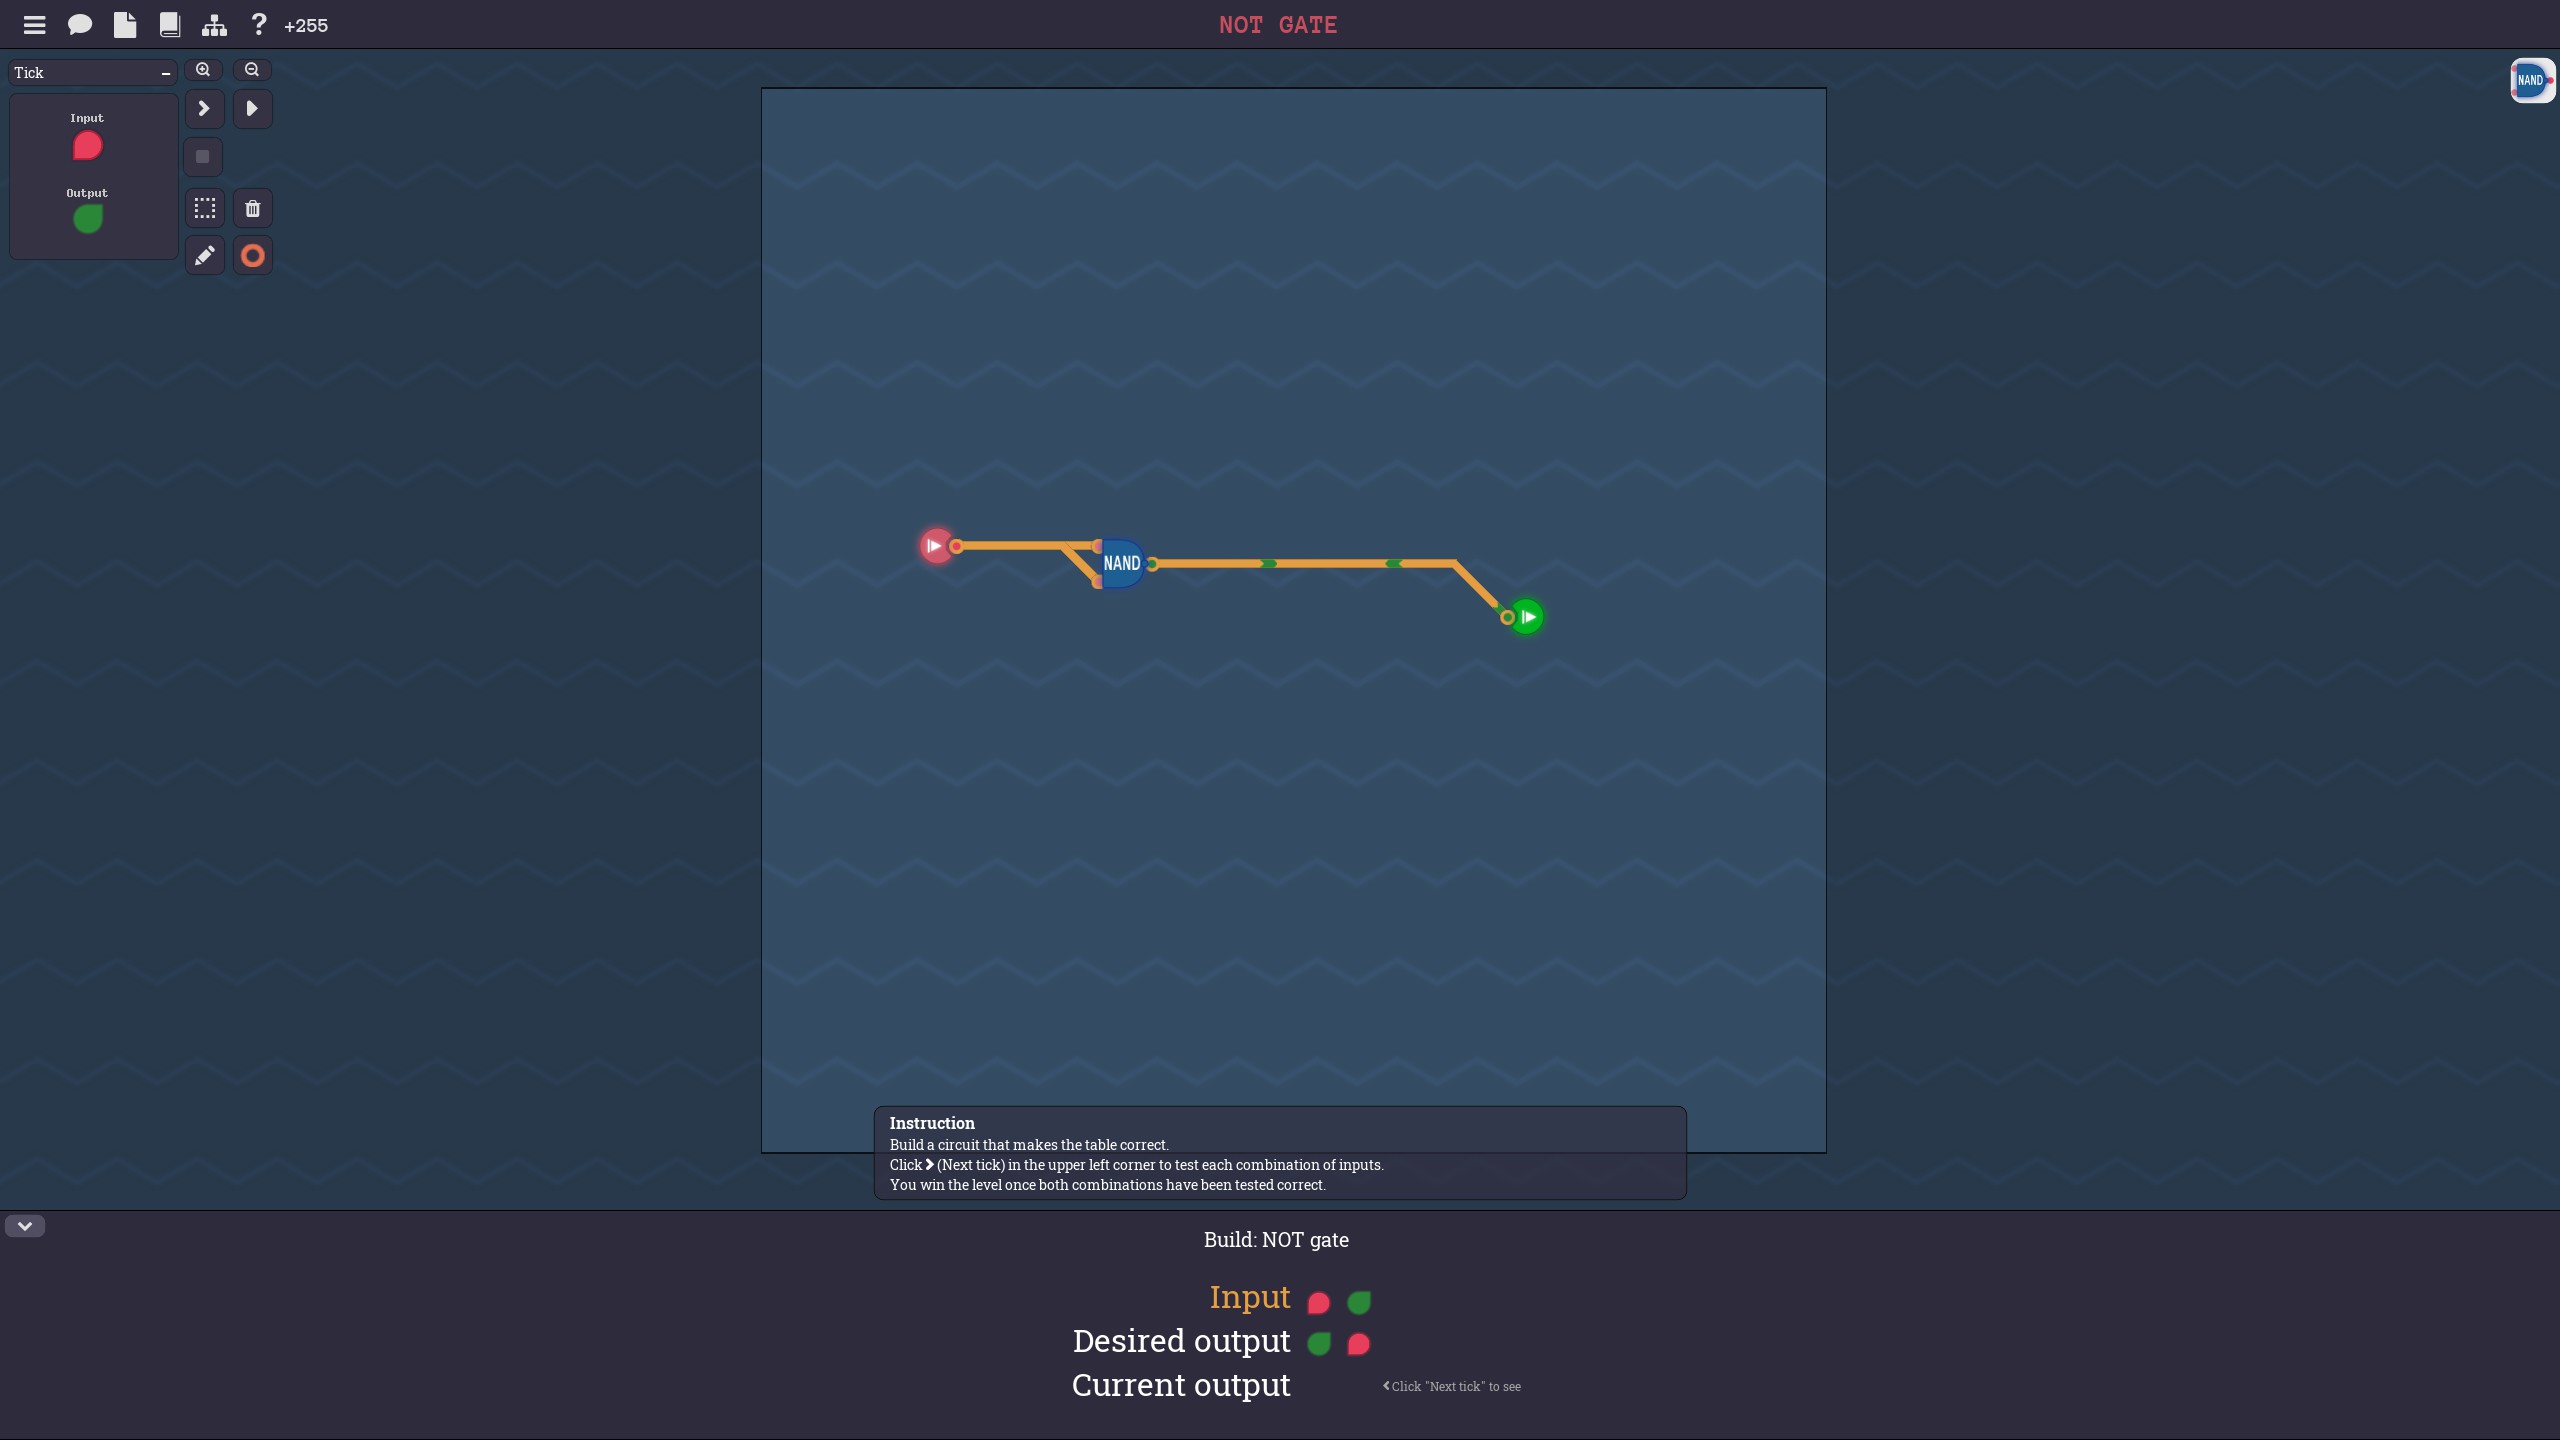 +255
NOT GATE
Tick
Input
Output
NAND
NAND
Instruction
Build a circuit that makes the table correct.
Click (Next tick) in the upper left corner to test each combination of inputs.
You win the level once both combinations have been tested correct.
Build: NOT gate
Input
Desired output
Current output
Click "Next tick" to see